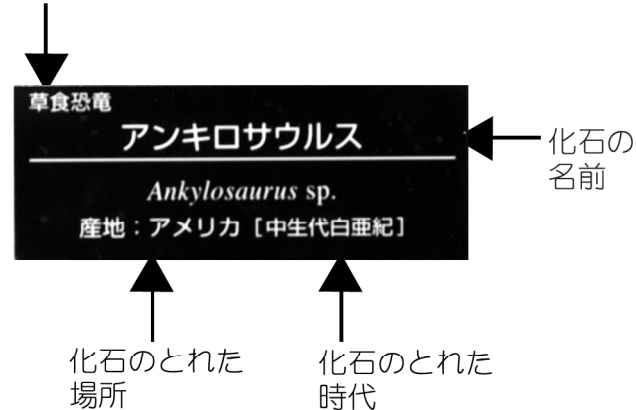 草食恐竜
アンキロサウルス
Ankylosaurus sp.
産地：アメリカ［中生代白亜紀］
化石の
名前
化石のとれた
場所
化石のとれた
時代